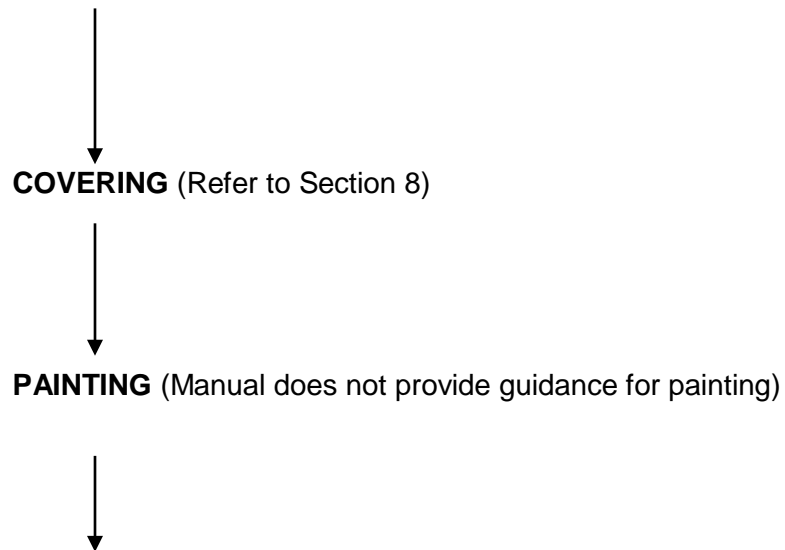 COVERING (Refer to Section 8)
PAINTING (Manual does not provide guidance for painting)